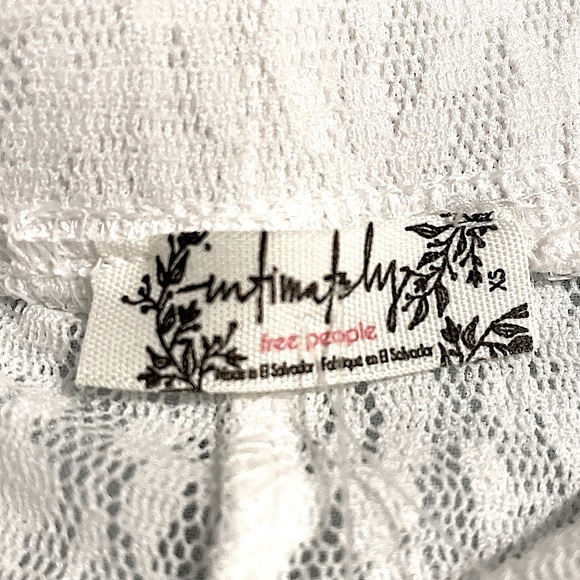 intimately
free people
Made in El Salvador Fabriqué en El Salvador
XS